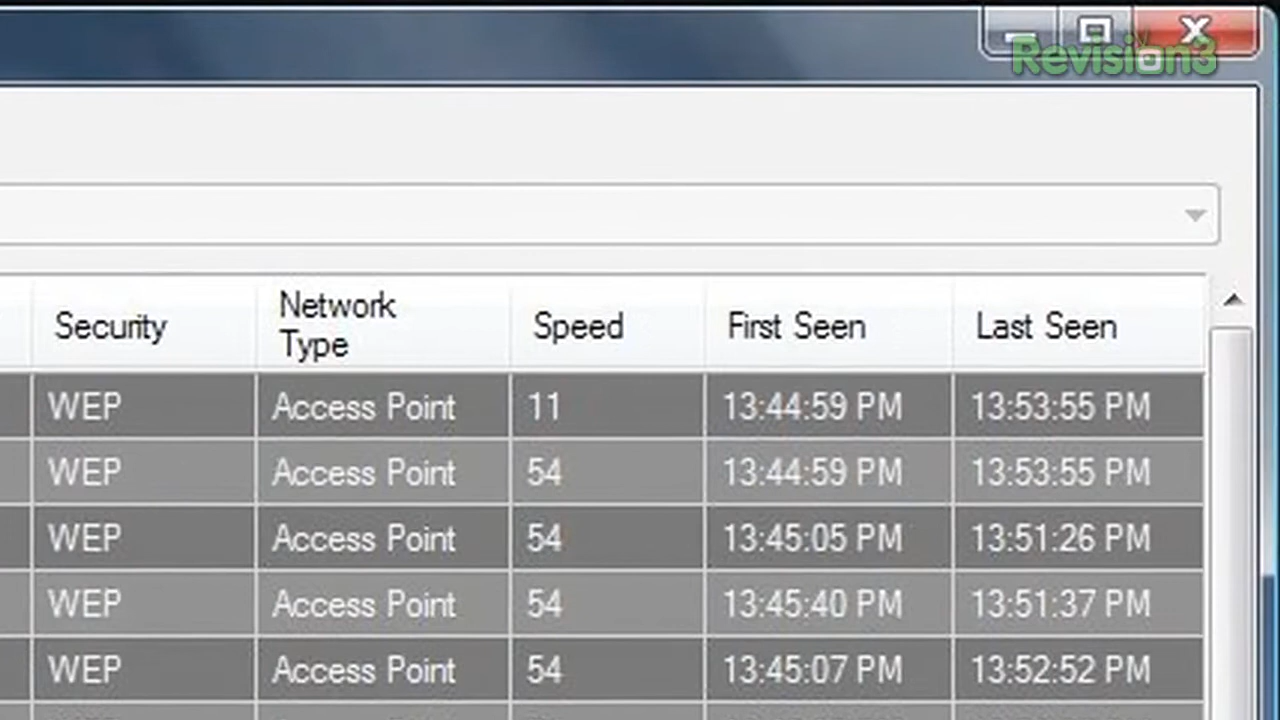 Revision3
Security Network Type Speed First Seen Last Seen
WEP Access Point 11 13:44:59 PM 13:53:55 PM
WEP Access Point 54 13:44:59 PM 13:53:55 PM
WEP Access Point 54 13:45:05 PM 13:51:26 PM
WEP Access Point 54 13:45:40 PM 13:51:37 PM
WEP Access Point 54 13:45:07 PM 13:52:52 PM